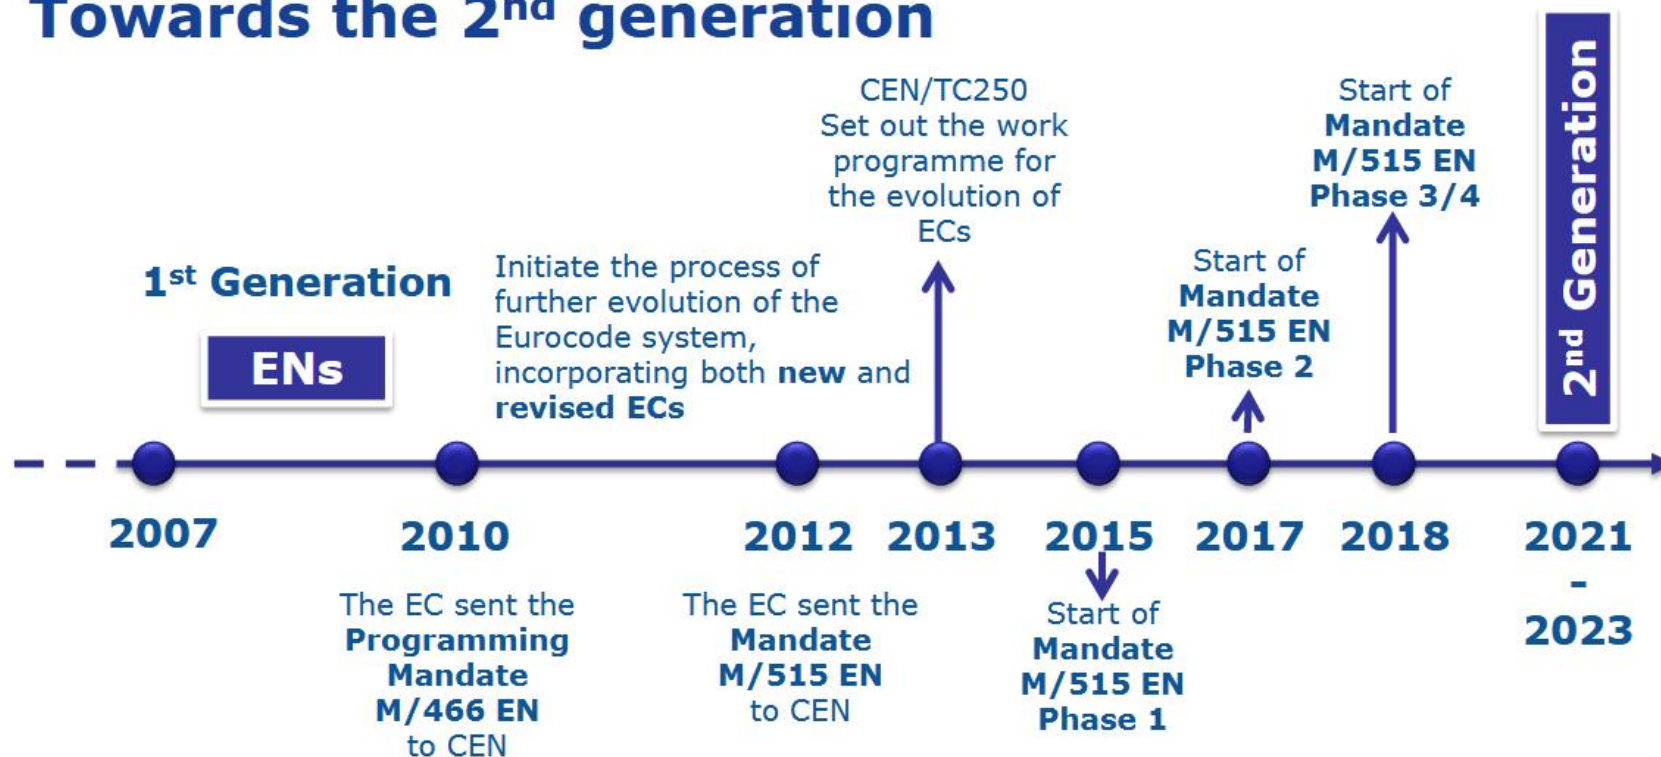 Towards the 2nd generation
CEN/TC250
Set out the work
programme for
the evolution of
ECs
Start of
Mandate
M/515 EN
Phase 3/4
2nd Generation
1st Generation
ENs
Initiate the process of
further evolution of the
Eurocode system,
incorporating both new and
revised ECs
Start of
Mandate
M/515 EN
Phase 2
2007
2010
2012
2013
2015
2017
2018
2021
-
2023
The EC sent the
Programming
Mandate
M/466 EN
to CEN
The EC sent the
Mandate
M/515 EN
to CEN
Start of
Mandate
M/515 EN
Phase 1